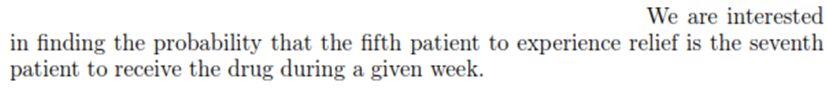 We are interested
in finding the probability that the fifth patient to experience relief is the seventh
patient to receive the drug during a given week.